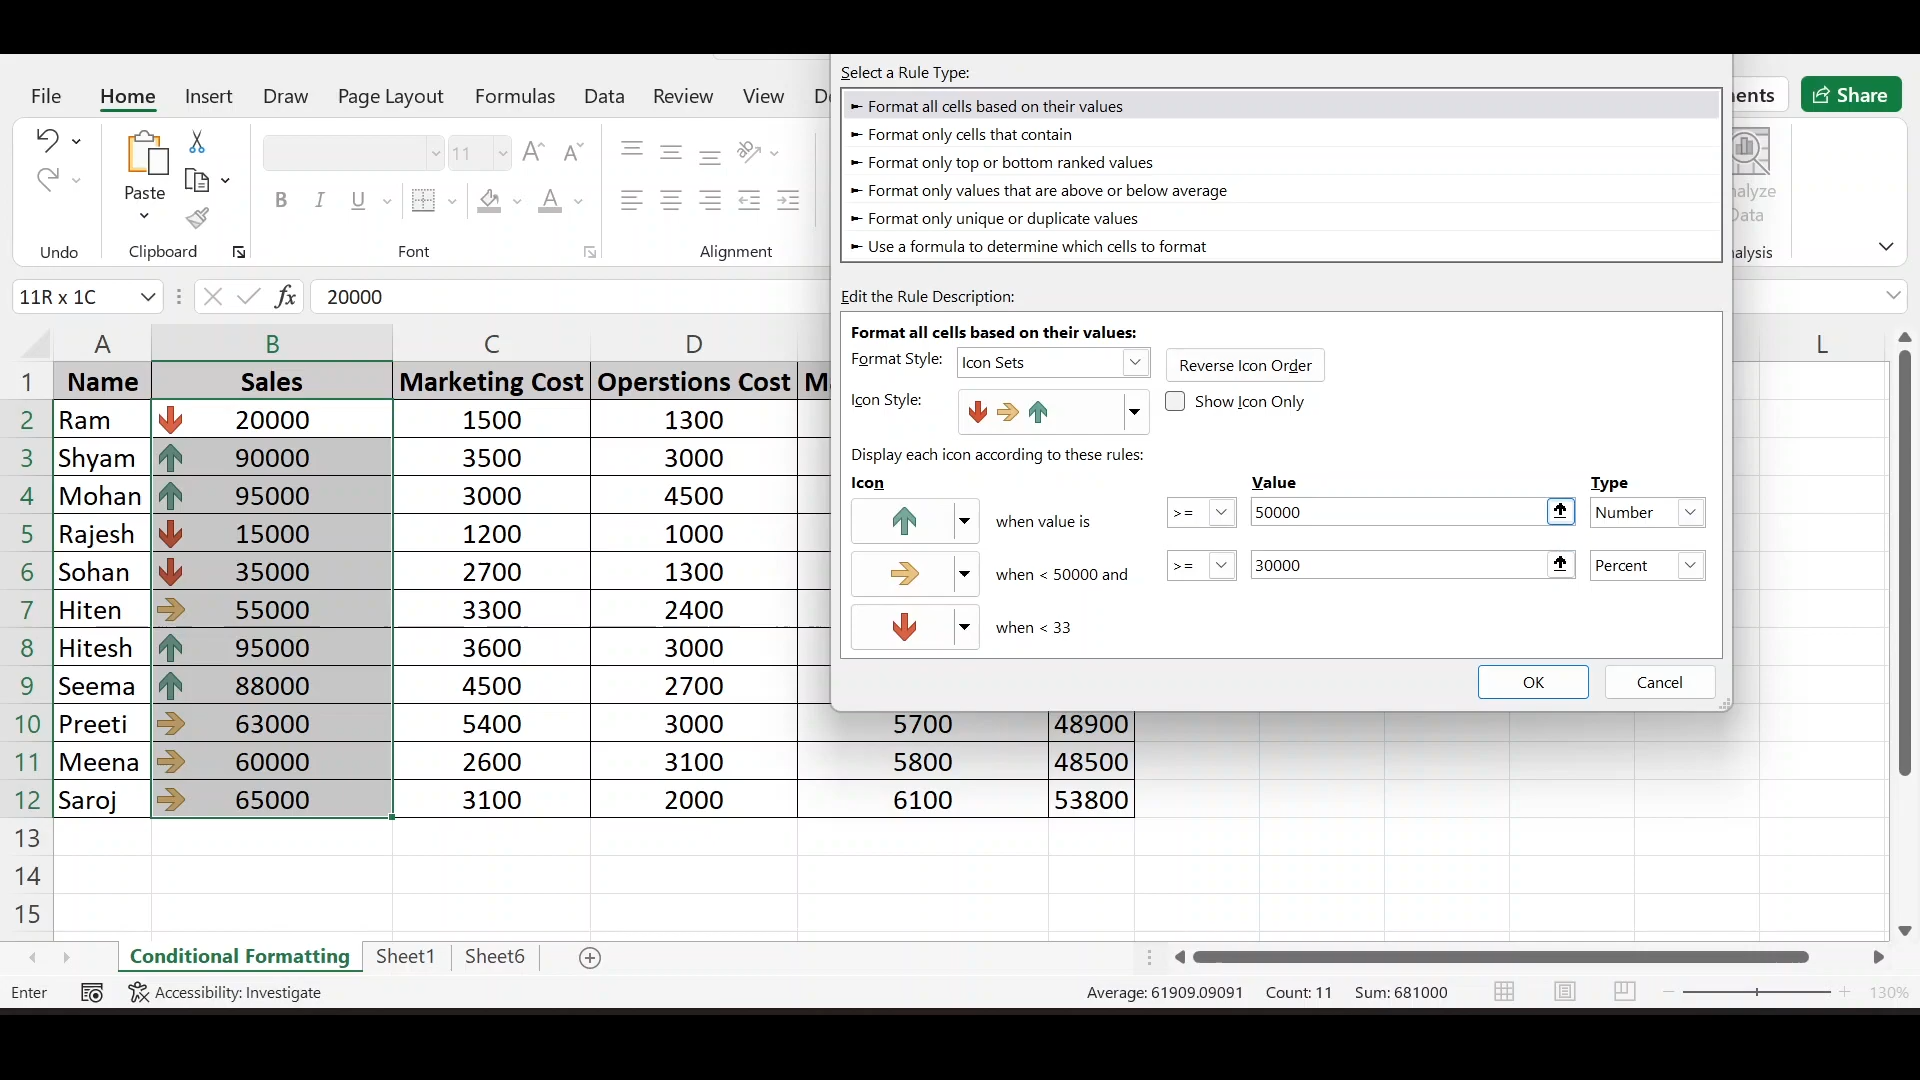 Select a Rule Type:
File Home Insert Draw Page Layout Formulas Data Review View
Share
Format all cells based on their values
Format only cells that contain
Format only top or bottom ranked values
Format only values that are above or below average
Format only unique or duplicate values
Use a formula to determine which cells to format
11
Paste
B I U
Undo Clipboard Font Alignment
11R x 1C fx 20000
Edit the Rule Description:
Format all cells based on their values:
Format Style: Icon Sets Reverse Icon Order
Icon Style: Show Icon Only
Display each icon according to these rules:
Icon Value Type
when value is >= 50000 Number
when < 50000 and >= 30000 Percent
when < 33
OK Cancel
A B C D L
1 Name Sales Marketing Cost Operstions Cost
2 Ram 20000 1500 1300
3 Shyam 90000 3500 3000
4 Mohan 95000 3000 4500
5 Rajesh 15000 1200 1000
6 Sohan 35000 2700 1300
7 Hiten 55000 3300 2400
8 Hitesh 95000 3600 3000
9 Seema 88000 4500 2700
10 Preeti 63000 5400 3000 5700 48900
11 Meena 60000 2600 3100 5800 48500
12 Saroj 65000 3100 2000 6100 53800
13
14
15
Conditional Formatting Sheet1 Sheet6
Enter Accessibility: Investigate Average: 61909.09091 Count: 11 Sum: 681000 130%